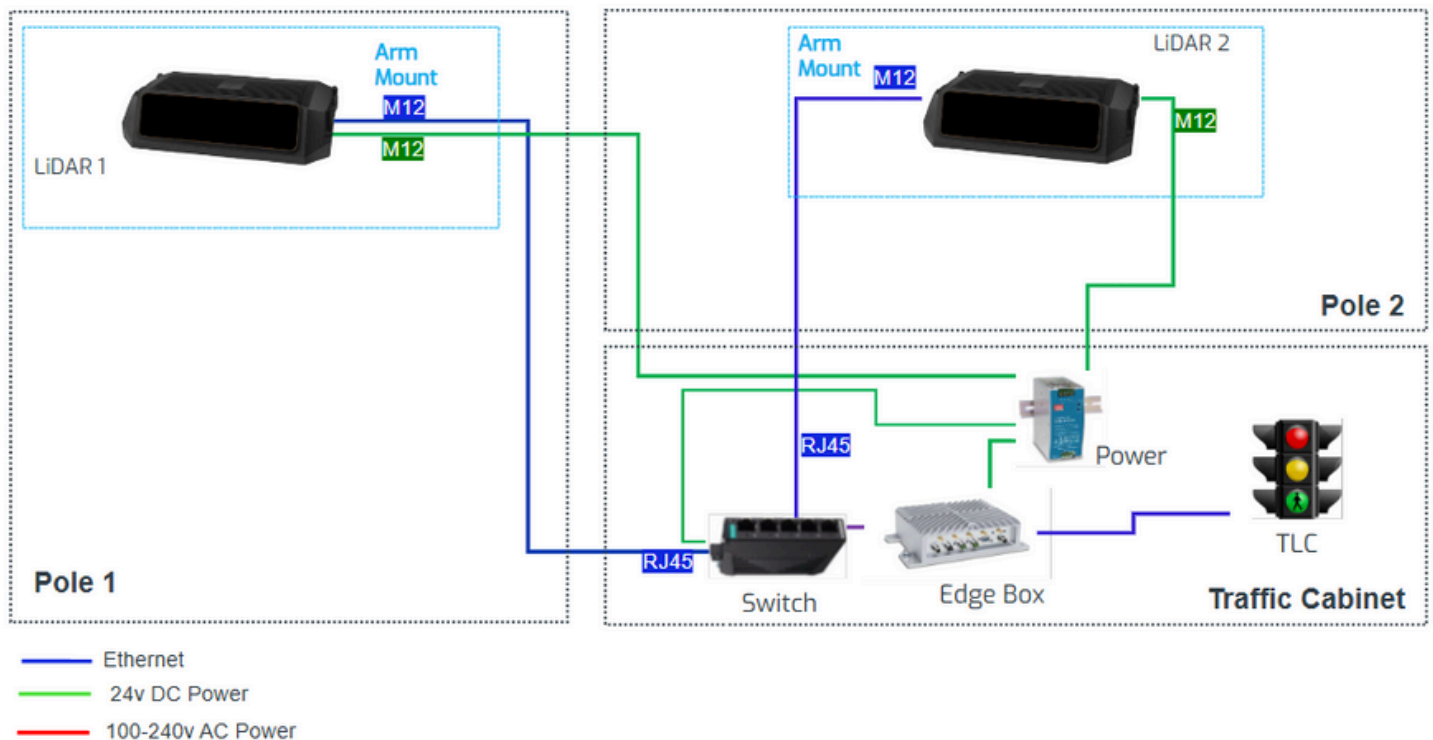 Arm
Mount
M12
M12
LiDAR 1
Pole 1
Arm
Mount
M12
LiDAR 2
M12
Pole 2
RJ45
RJ45
Power
Switch
Edge Box
TLC
Traffic Cabinet
Ethernet
24v DC Power
100-240v AC Power